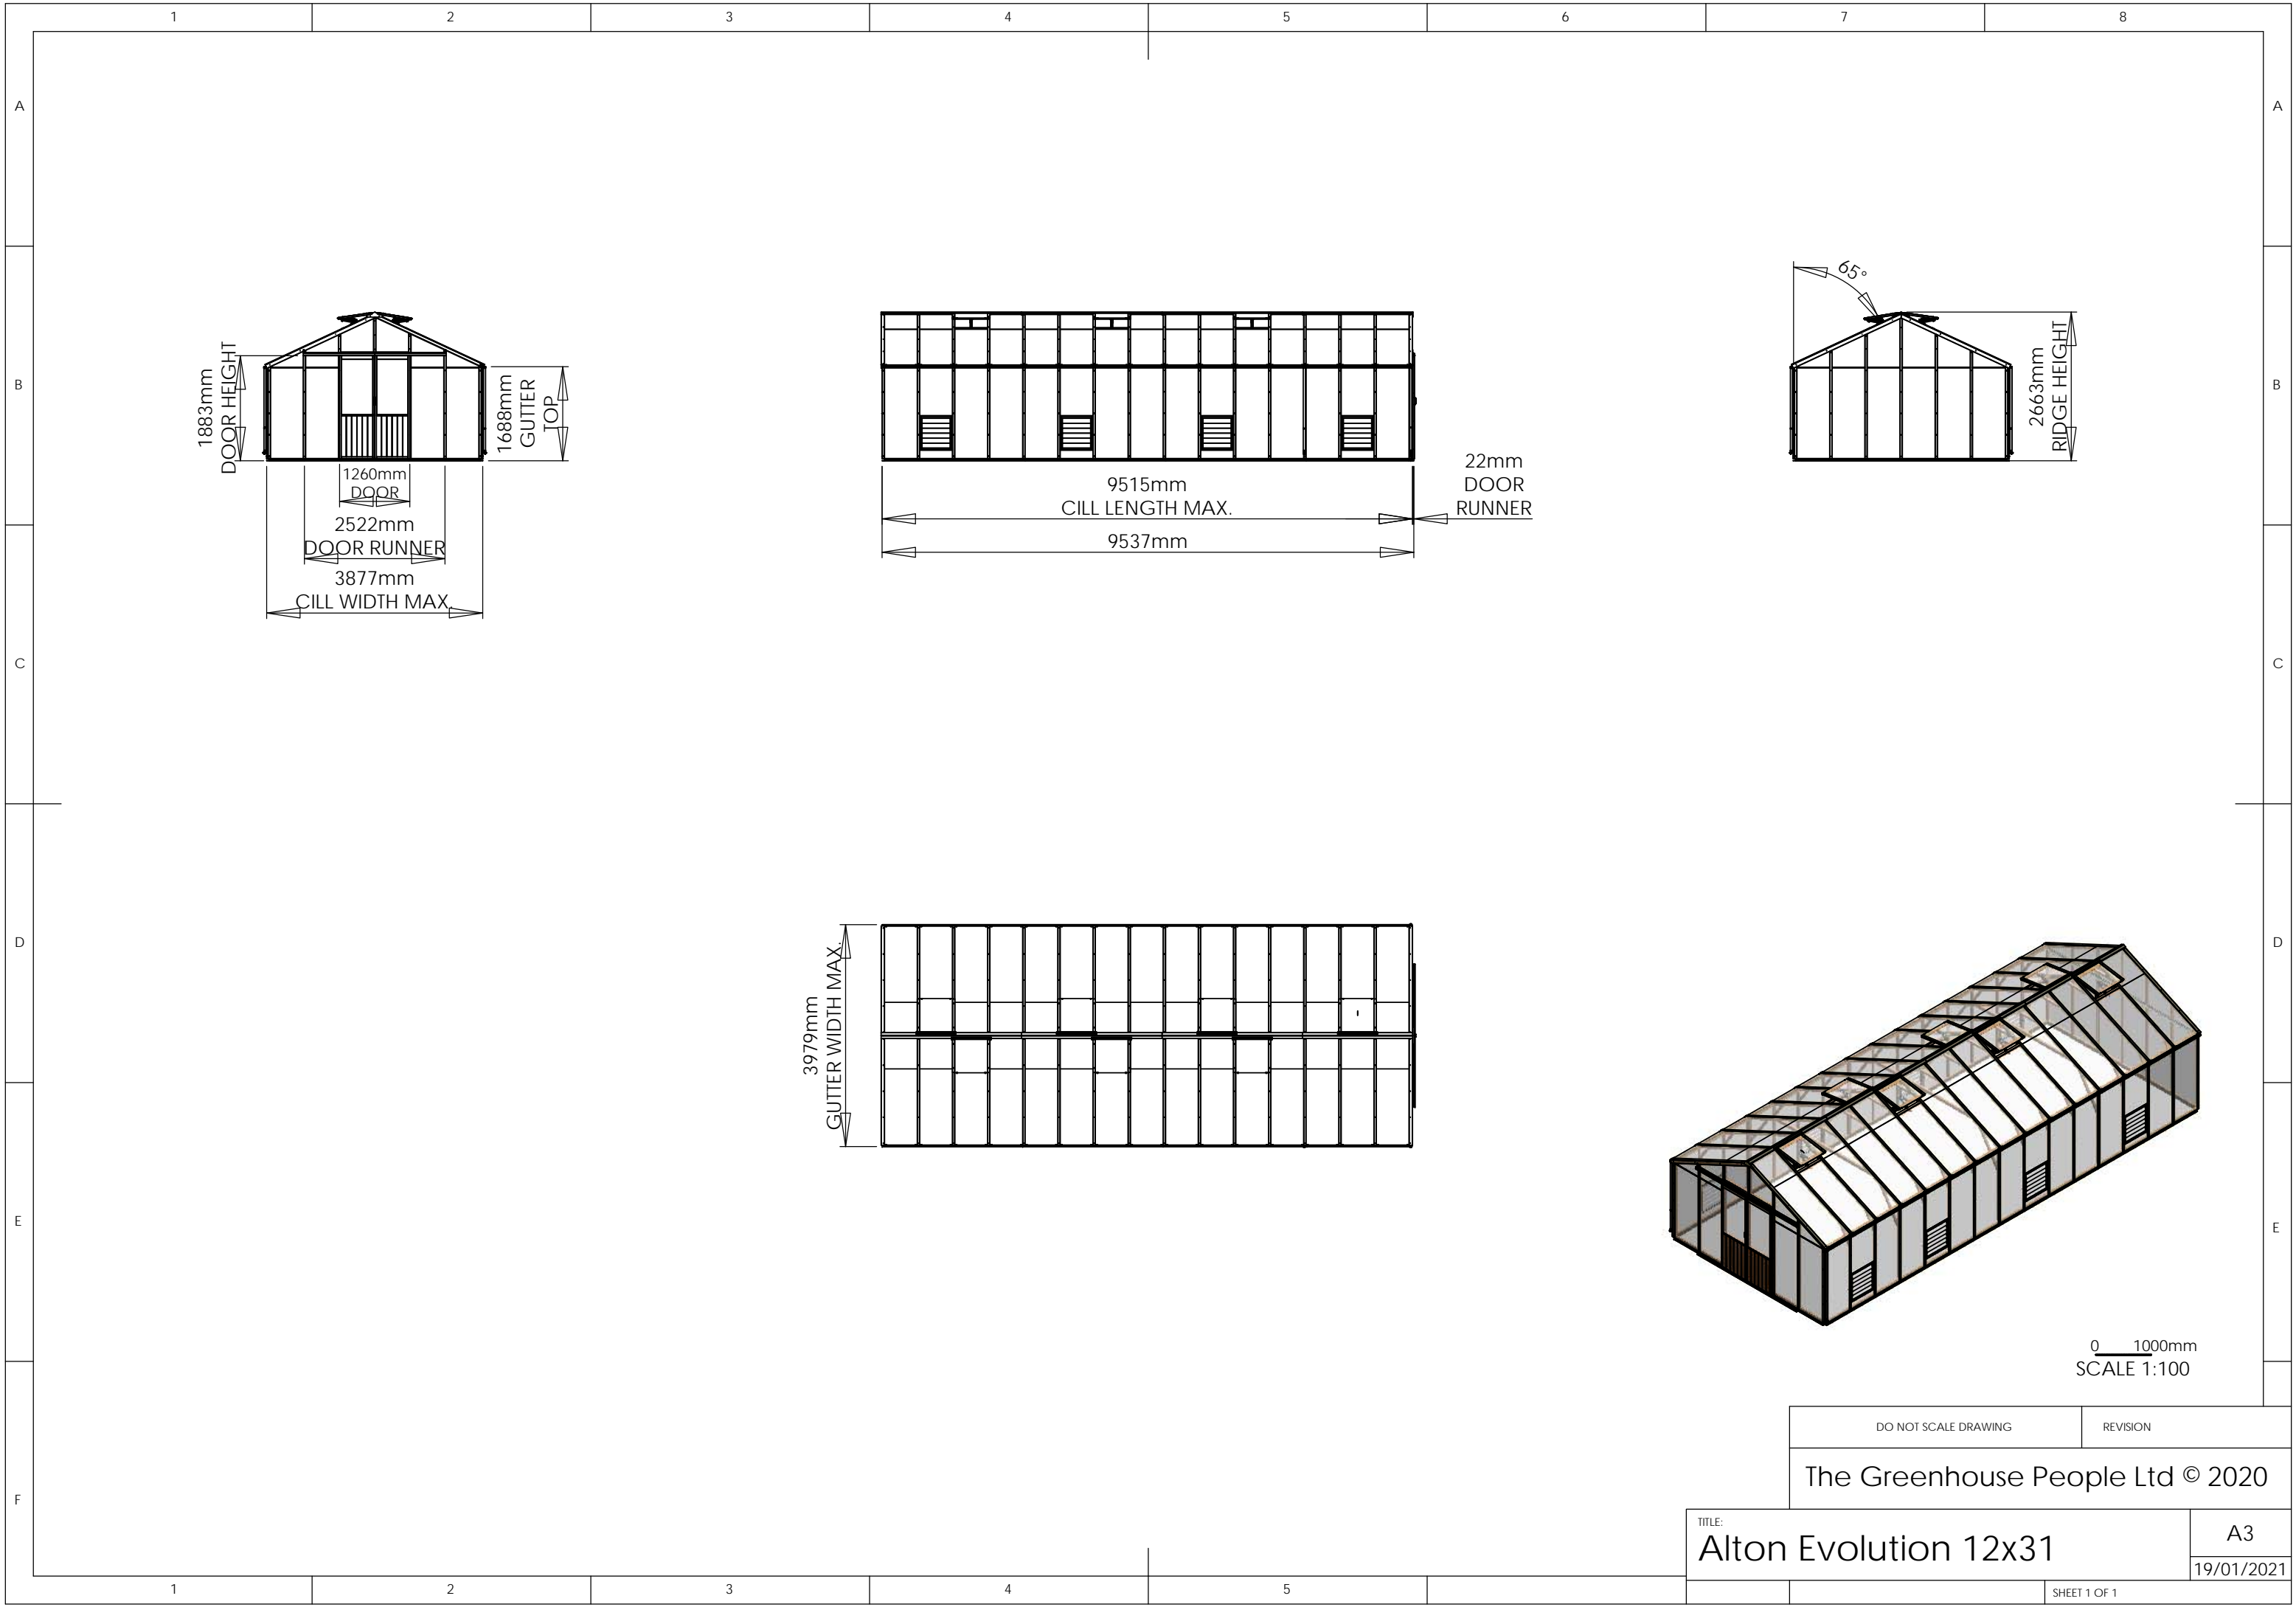 1 2 3 4 5 6 7 8
A A
65°
1883mm
DOOR HEIGHT
1688mm
GUTTER
TOP
B B
2663mm
RIDGE HEIGHT
1260mm
DOOR
2522mm
DOOR RUNNER
3877mm
CILL WIDTH MAX.
9515mm
CILL LENGTH MAX.
9537mm
22mm
DOOR
RUNNER
C C
D D
3979mm
GUTTER WIDTH MAX.
E E
0 1000mm
SCALE 1:100
DO NOT SCALE DRAWING
REVISION
The Greenhouse People Ltd © 2020
F
TITLE:
Alton Evolution 12x31
A3
19/01/2021
SHEET 1 OF 1
1 2 3 4 5